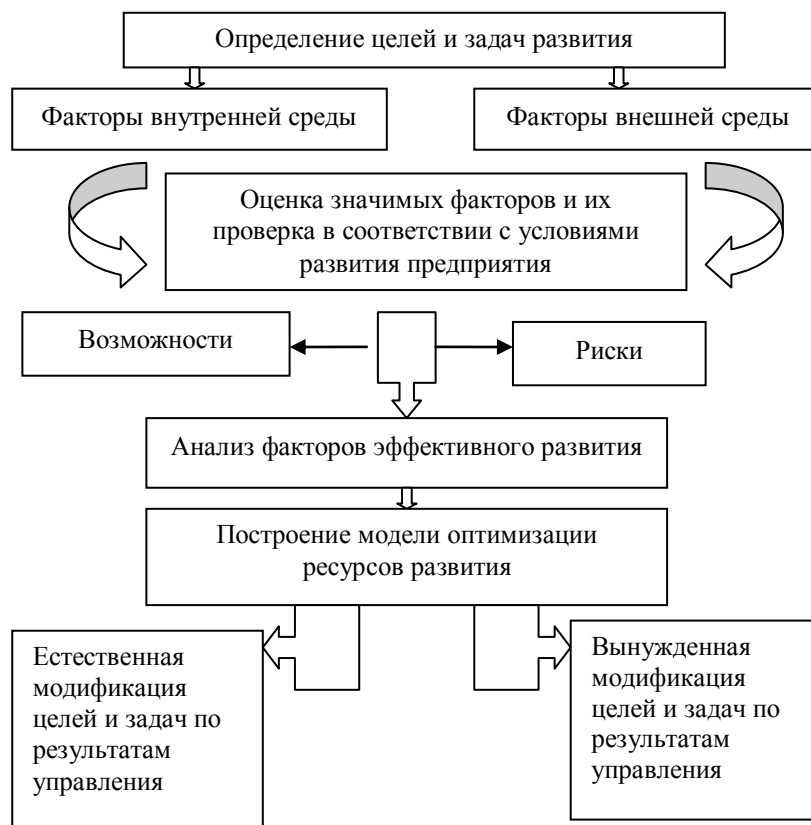 Определение целей и задач развития
Факторы внутренней среды
Факторы внешней среды
Оценка значимых факторов и их
проверка в соответствии с условиями
развития предприятия
Возможности
Риски
Анализ факторов эффективного развития
Построение модели оптимизации
ресурсов развития
Естественная
модификация
целей и задач по
результатам
управления
Вынужденная
модификация
целей и задач по
результатам
управления